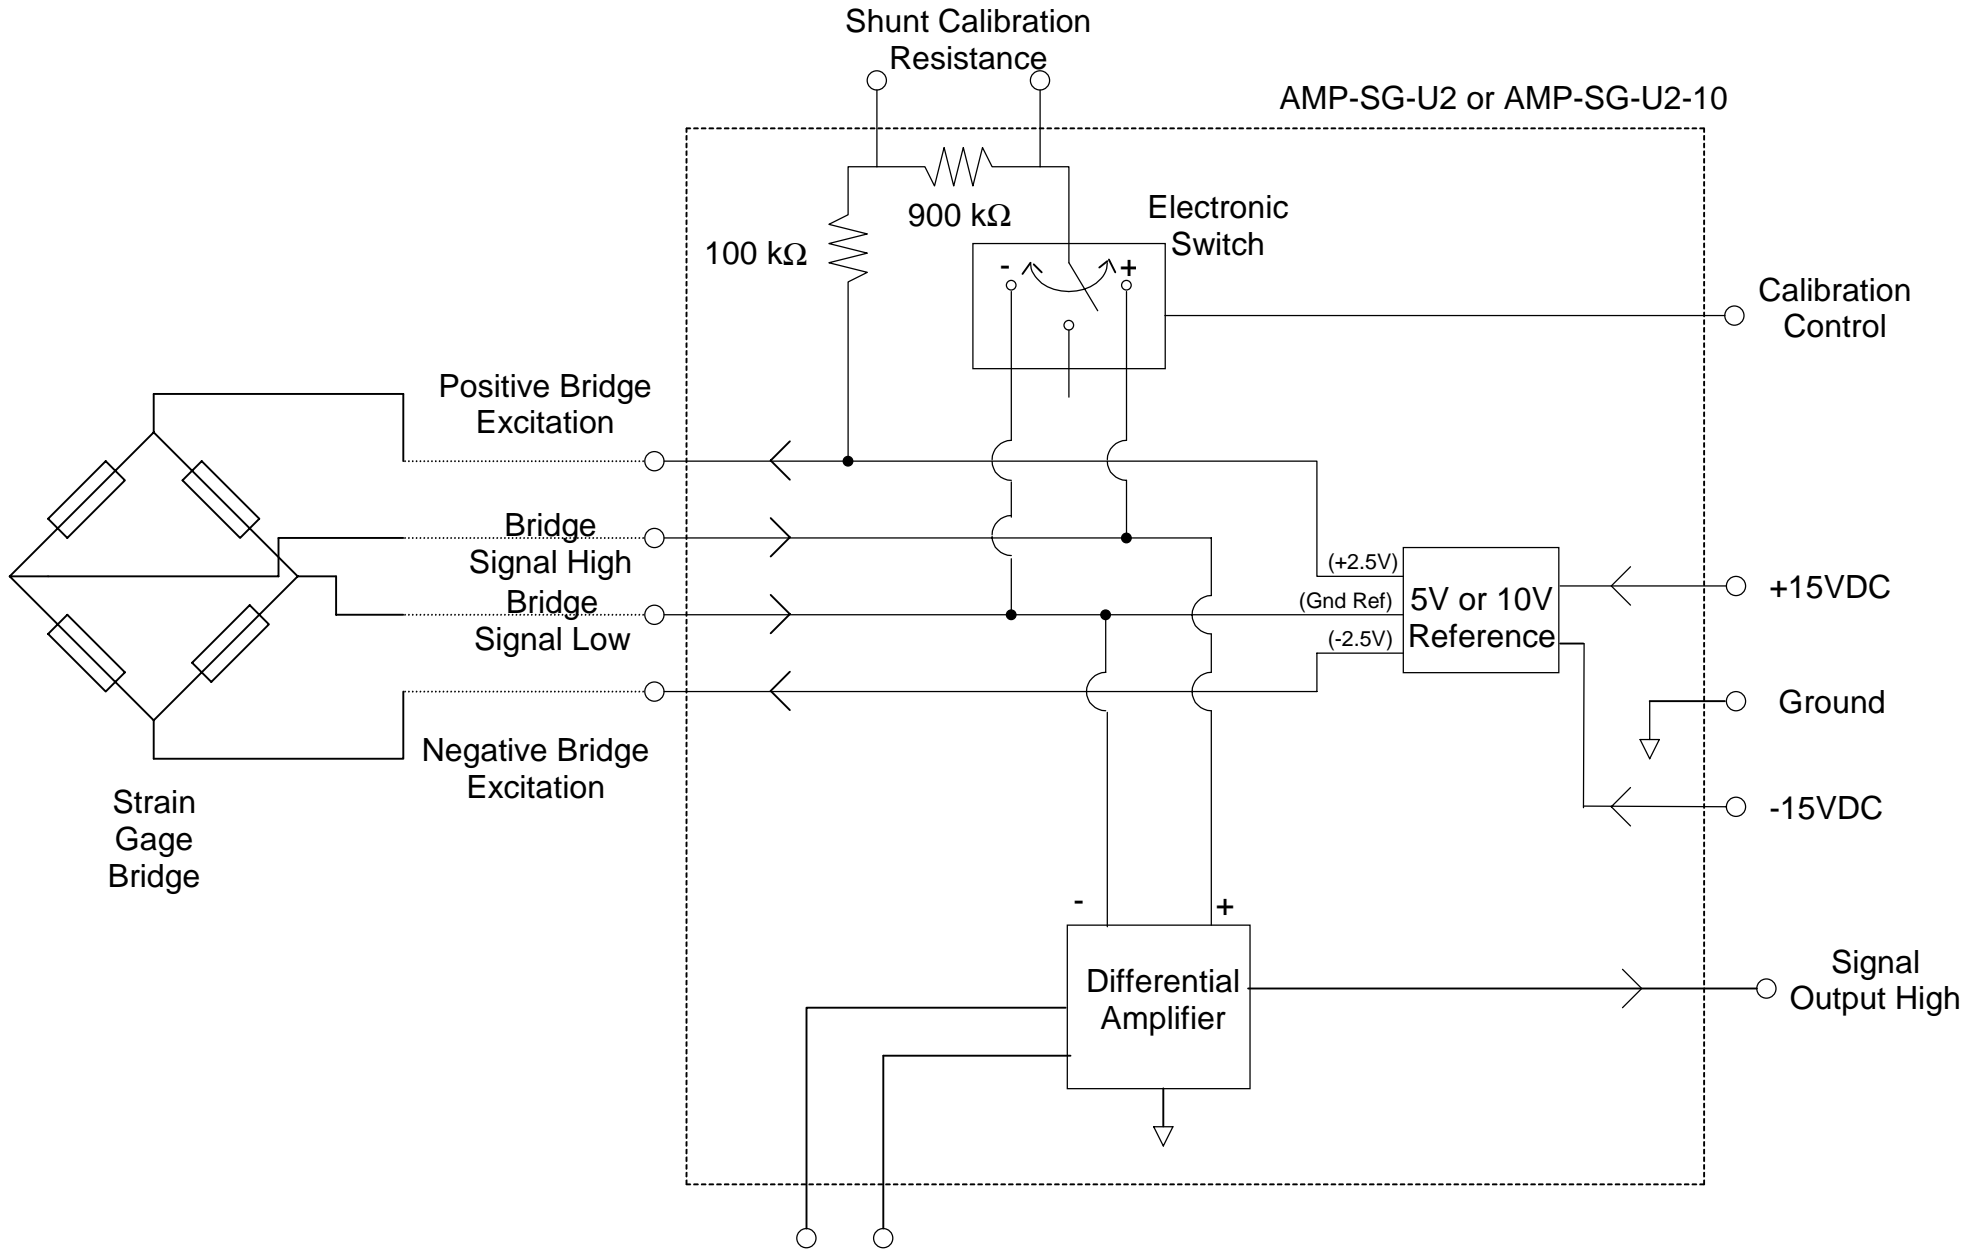 Shunt Calibration
Resistance
AMP-SG-U2 or AMP-SG-U2-10
900 kΩ
100 kΩ
Electronic
Switch
-
+
Calibration
Control
Positive Bridge
Excitation
Bridge
Signal High
Bridge
Signal Low
Negative Bridge
Excitation
(+2.5V)
(Gnd Ref)
(-2.5V)
5V or 10V
Reference
+15VDC
Ground
-15VDC
Strain
Gage
Bridge
-
+
Differential
Amplifier
Signal
Output High